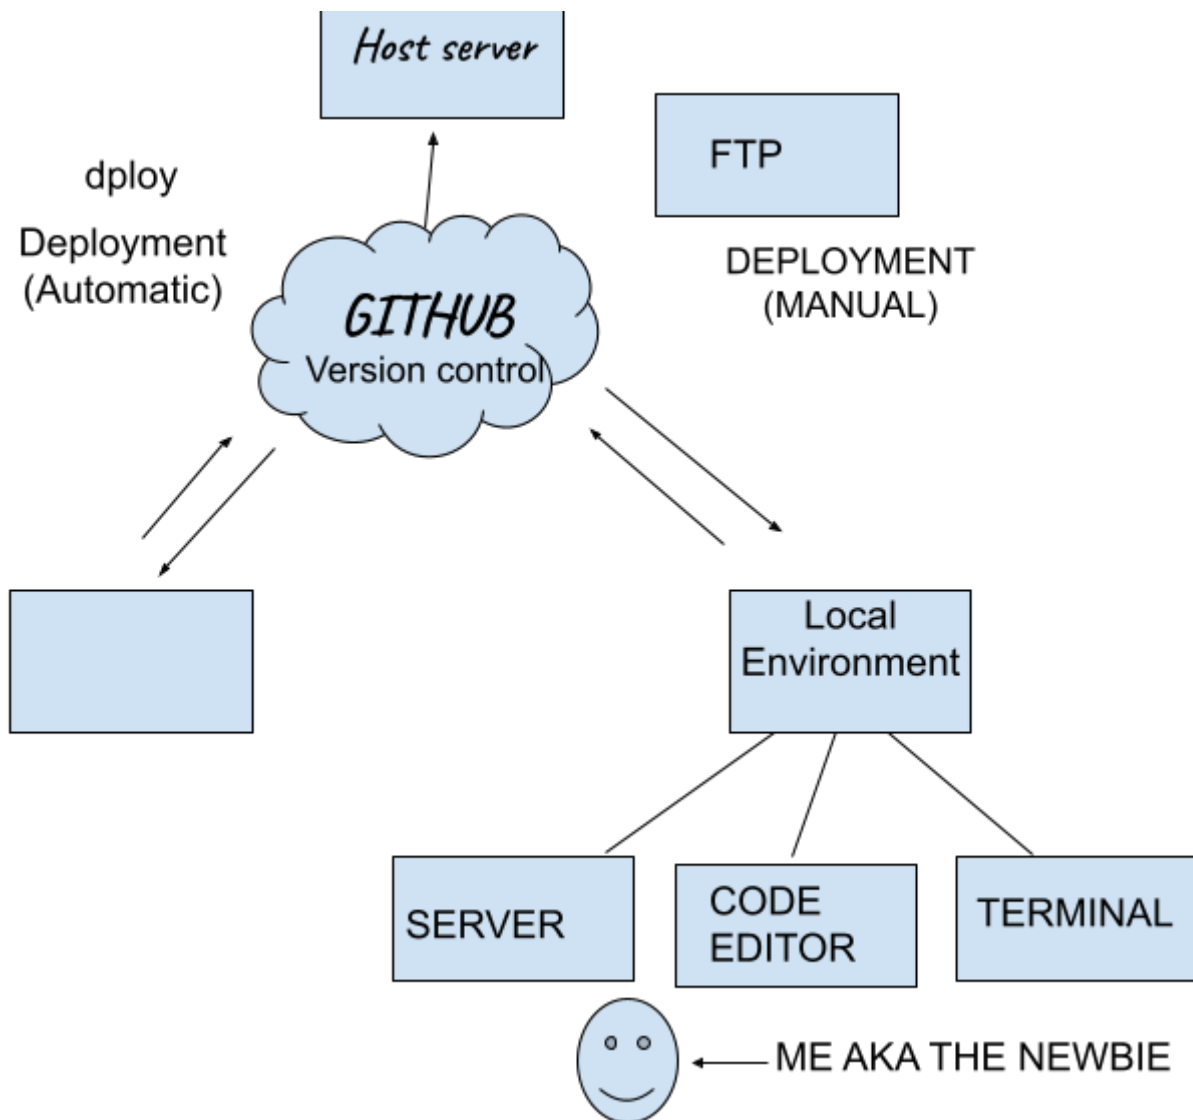 Host server
FTP
dploy
Deployment
(Automatic)
DEPLOYMENT
(MANUAL)
GITHUB
Version control
Local
Environment
SERVER
CODE
EDITOR
TERMINAL
ME AKA THE NEWBIE